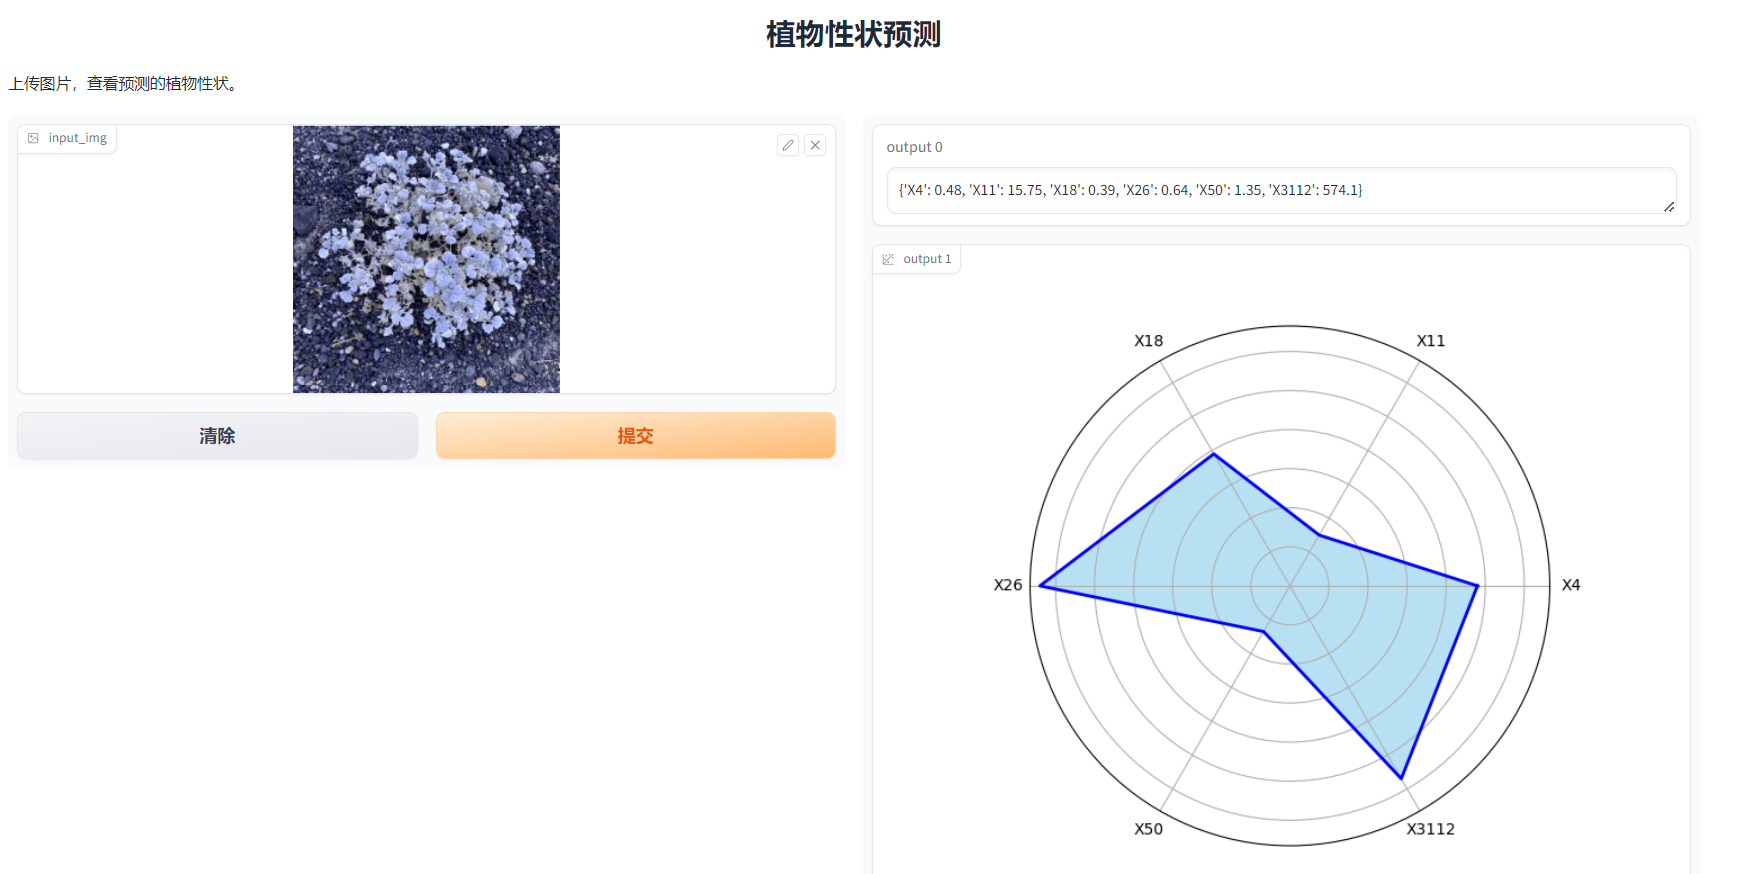 植物性状预测
上传图片，查看预测的植物性状。
input_img
清除
提交
output 0
{'X4': 0.48, 'X11': 15.75, 'X18': 0.39, 'X26': 0.64, 'X50': 1.35, 'X3112': 574.1}
output 1
X18
X11
X26
X4
X50
X3112